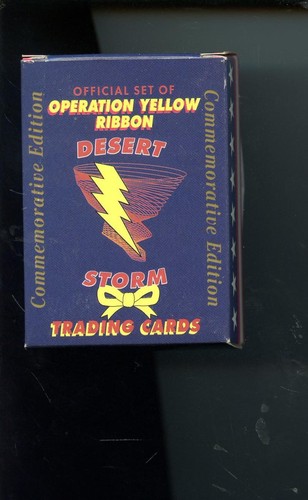 OFFICIAL SET OF
OPERATION YELLOW
RIBBON
DESERT
STORM
TRADING CARDS
Commemorative Edition
Commemorative Edition